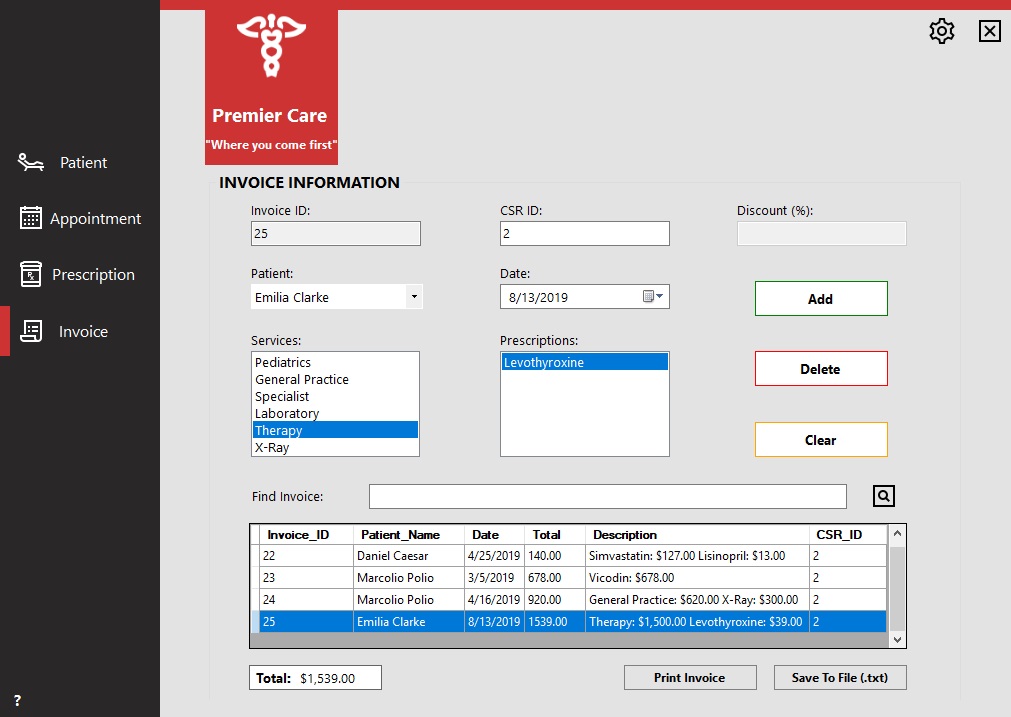 Premier Care
"Where you come first"
Patient
Appointment
Prescription
Invoice
?
INVOICE INFORMATION
Invoice ID: CSR ID: Discount (%):
25 2
Patient: Date:
Emilia Clarke 8/13/2019
Add
Services: Prescriptions:
Pediatrics Levothyroxine
General Practice
Specialist
Laboratory
Therapy
X-Ray
Delete
Clear
Find Invoice:
Invoice_ID Patient_Name Date Total Description CSR_ID
22 Daniel Caesar 4/25/2019 140.00 Simvastatin: $127.00 Lisinopril: $13.00 2
23 Marcolio Polio 3/5/2019 678.00 Vicodin: $678.00 2
24 Marcolio Polio 4/16/2019 920.00 General Practice: $620.00 X-Ray: $300.00 2
25 Emilia Clarke 8/13/2019 1539.00 Therapy: $1,500.00 Levothyroxine: $39.00 2
Total: $1,539.00 Print Invoice Save To File (.txt)